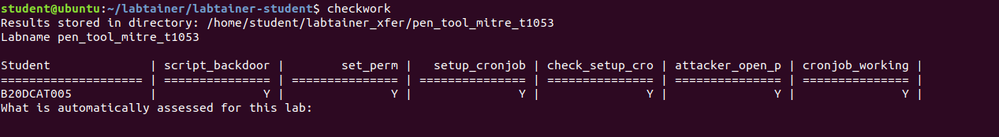 student@ubuntu:~/labtainer/labtainer-student$ checkwork
Results stored in directory: /home/student/labtainer_xfer/pen_tool_mitre_t1053
Labname pen_tool_mitre_t1053
Student | script_backdoor | set_perm | setup_cronjob | check_setup_cro | attacker_open_p | cronjob_working |
==================== | =============== | =============== | =============== | =============== | =============== | =============== |
B20DCAT005 | Y | Y | Y | Y | Y | Y |
What is automatically assessed for this lab: